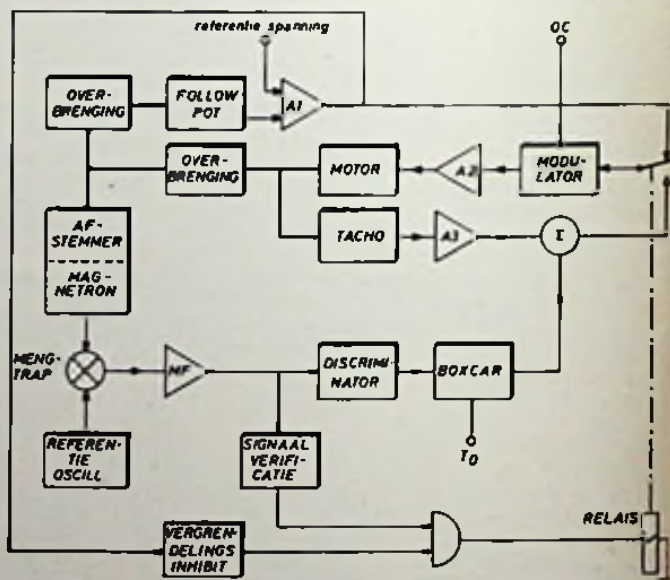 referentie spanning
OC
OVER-
BRENGING
FOLLOW
POT
A1
OVER-
BRENGING
MOTOR
A2
MODU-
LATOR
AF-
STEMMER
MAG-
NETRON
TACHO
A3
Σ
MENG-
TRAP
MF
DISCRIMI-
NATOR
BOXCAR
T0
REFEREN-
TIE
OSCILL
SIGNAAL
VERIFI-
CATIE
RELAIS
VERGREN-
DELINGS
INHIBIT